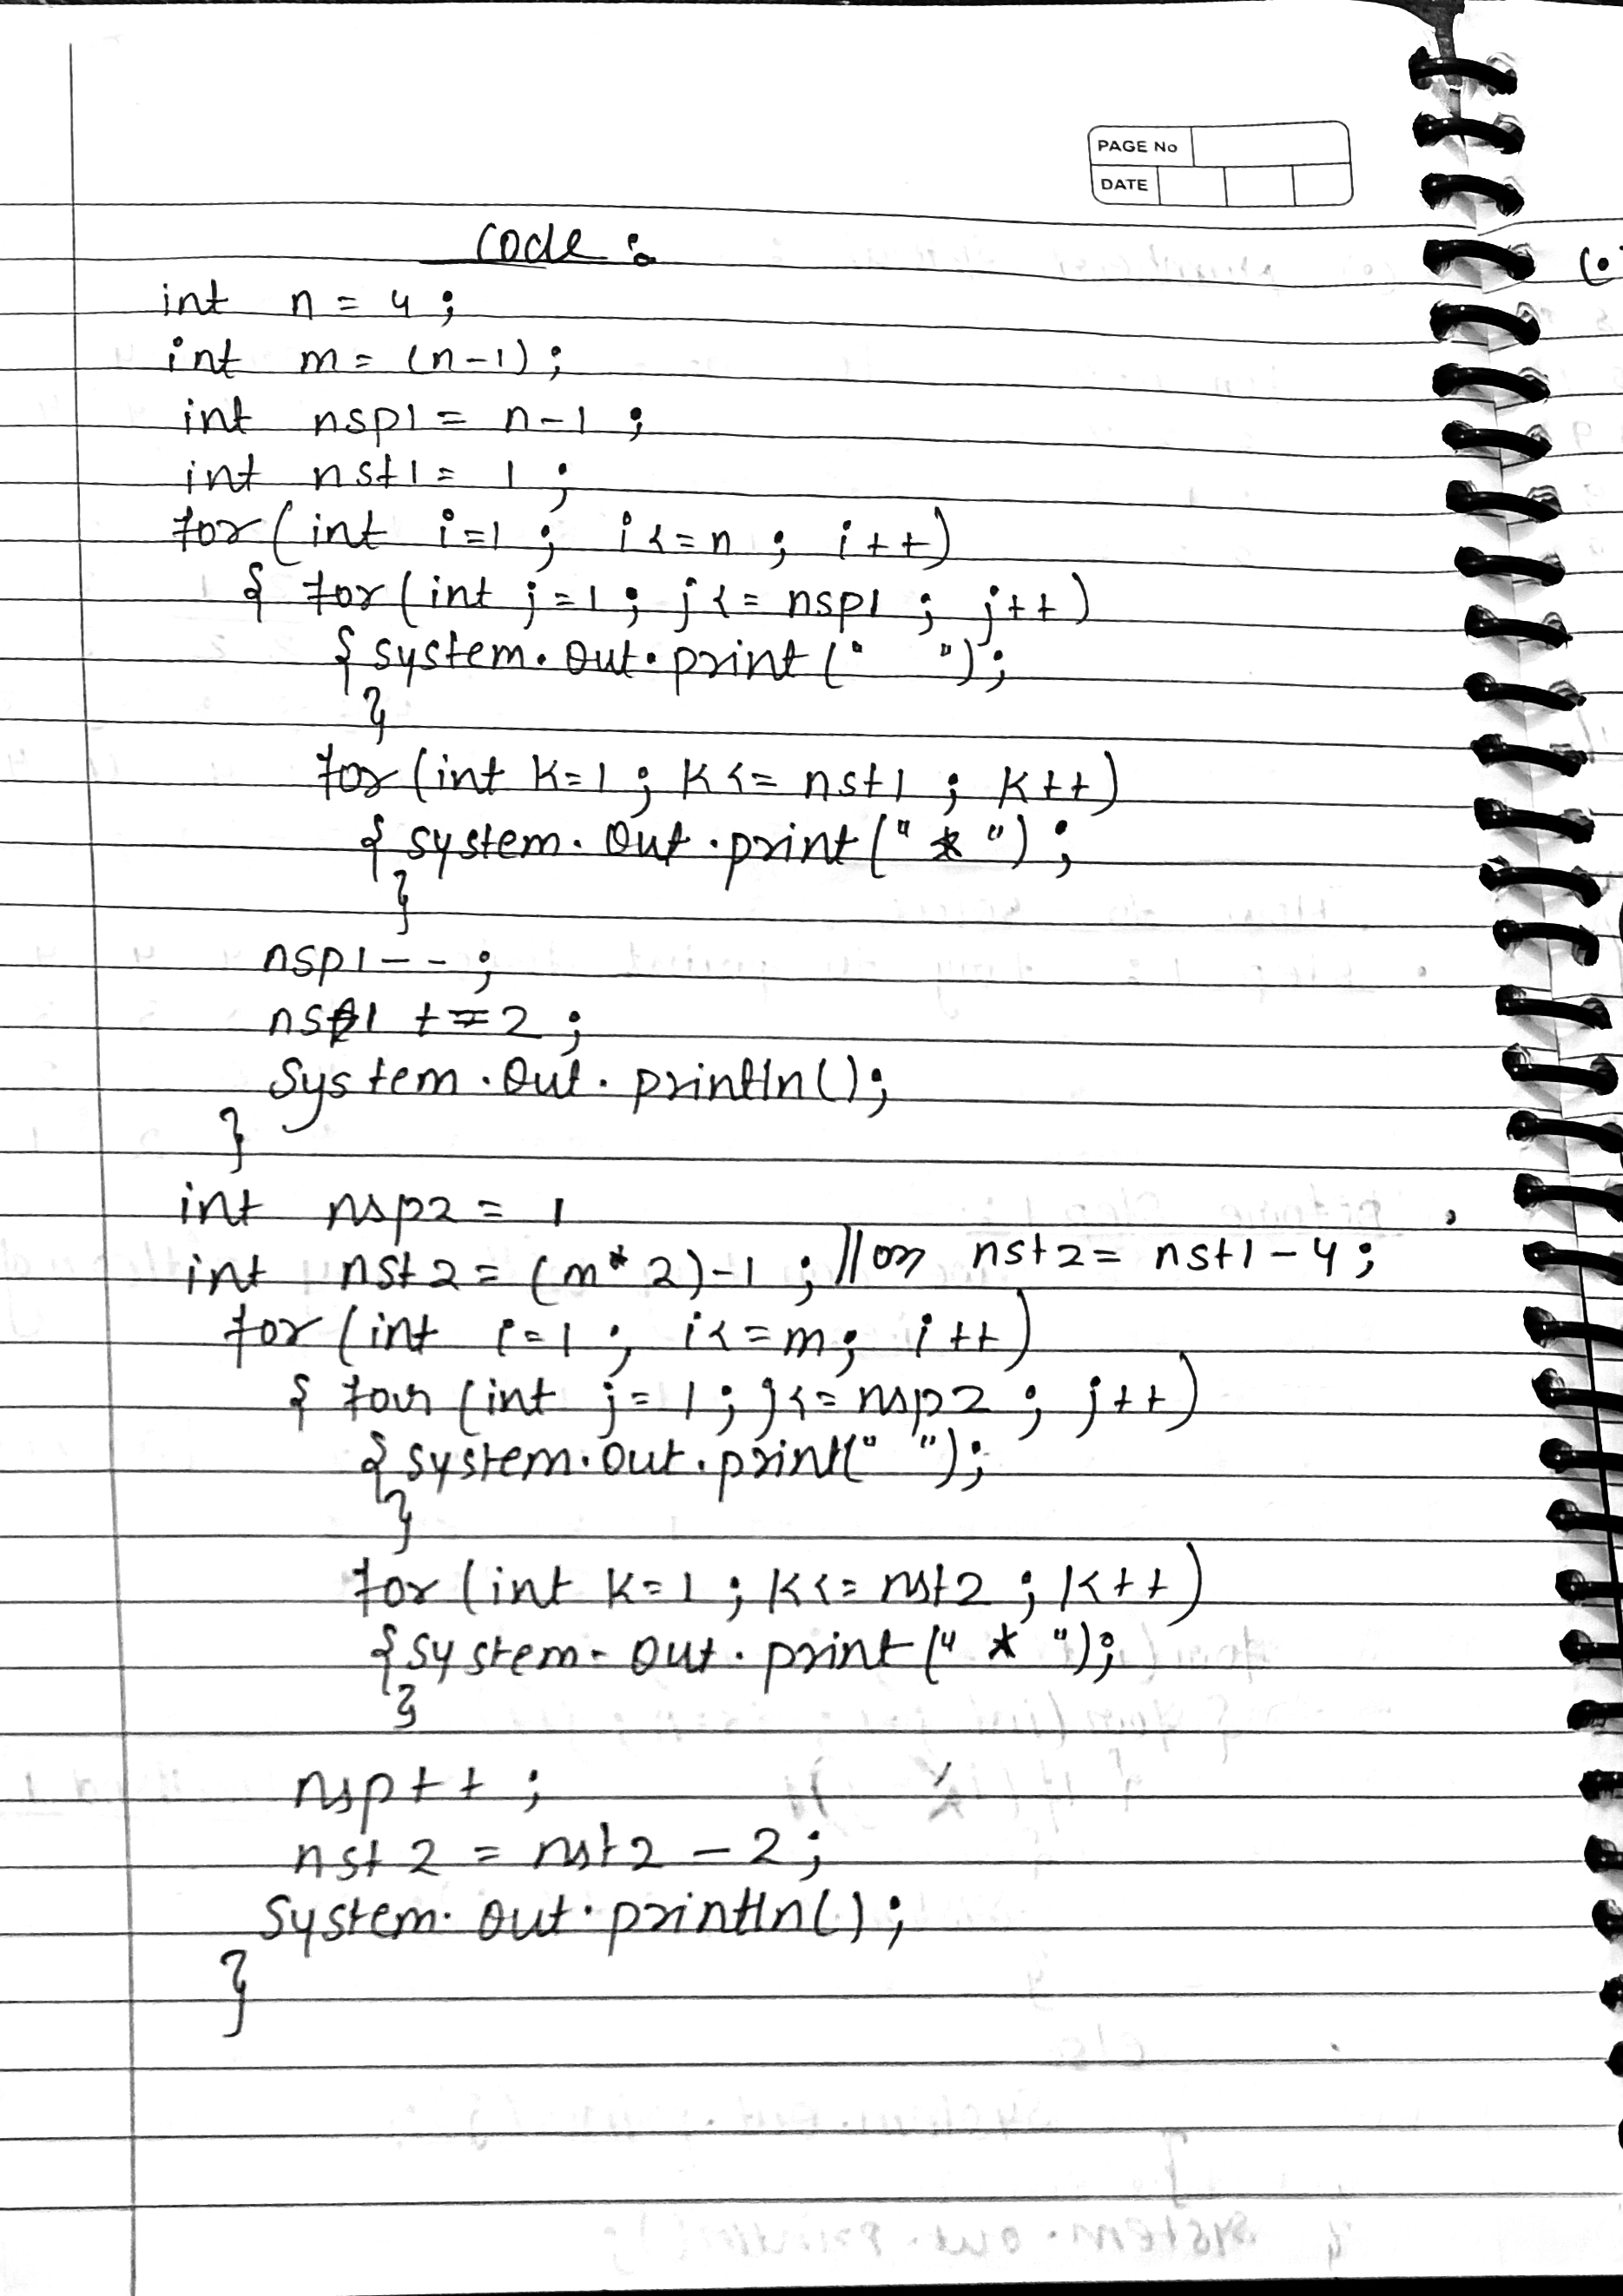 PAGE No
DATE
Code :
int n = 4 ;
int m = (n-1) ;
int nsp1 = n-1 ;
int nst1 = 1 ;
for (int i=1 ; i<=n ; i++)
{ for (int j=1 ; j<= nsp1 ; j++)
{ system.out.print (" ");
}
for (int k=1 ; k<= nst1 ; k++)
{ system.out.print (" * ") ;
}
nsp1-- ;
nst1 +=2 ;
System.out.println();
}
int nsp2 = 1
int nst2 = (m*2)-1 ; // or nst2 = nst1-4 ;
for (int i=1 ; i<=m ; i++)
{ for (int j=1 ; j<= nsp2 ; j++)
{ system.out.print(" ");
}
for (int k=1 ; k<= nst2 ; k++)
{ system.out.print (" * ");
}
nsp++ ;
nst2 = nst2 - 2 ;
System.out.println() ;
}